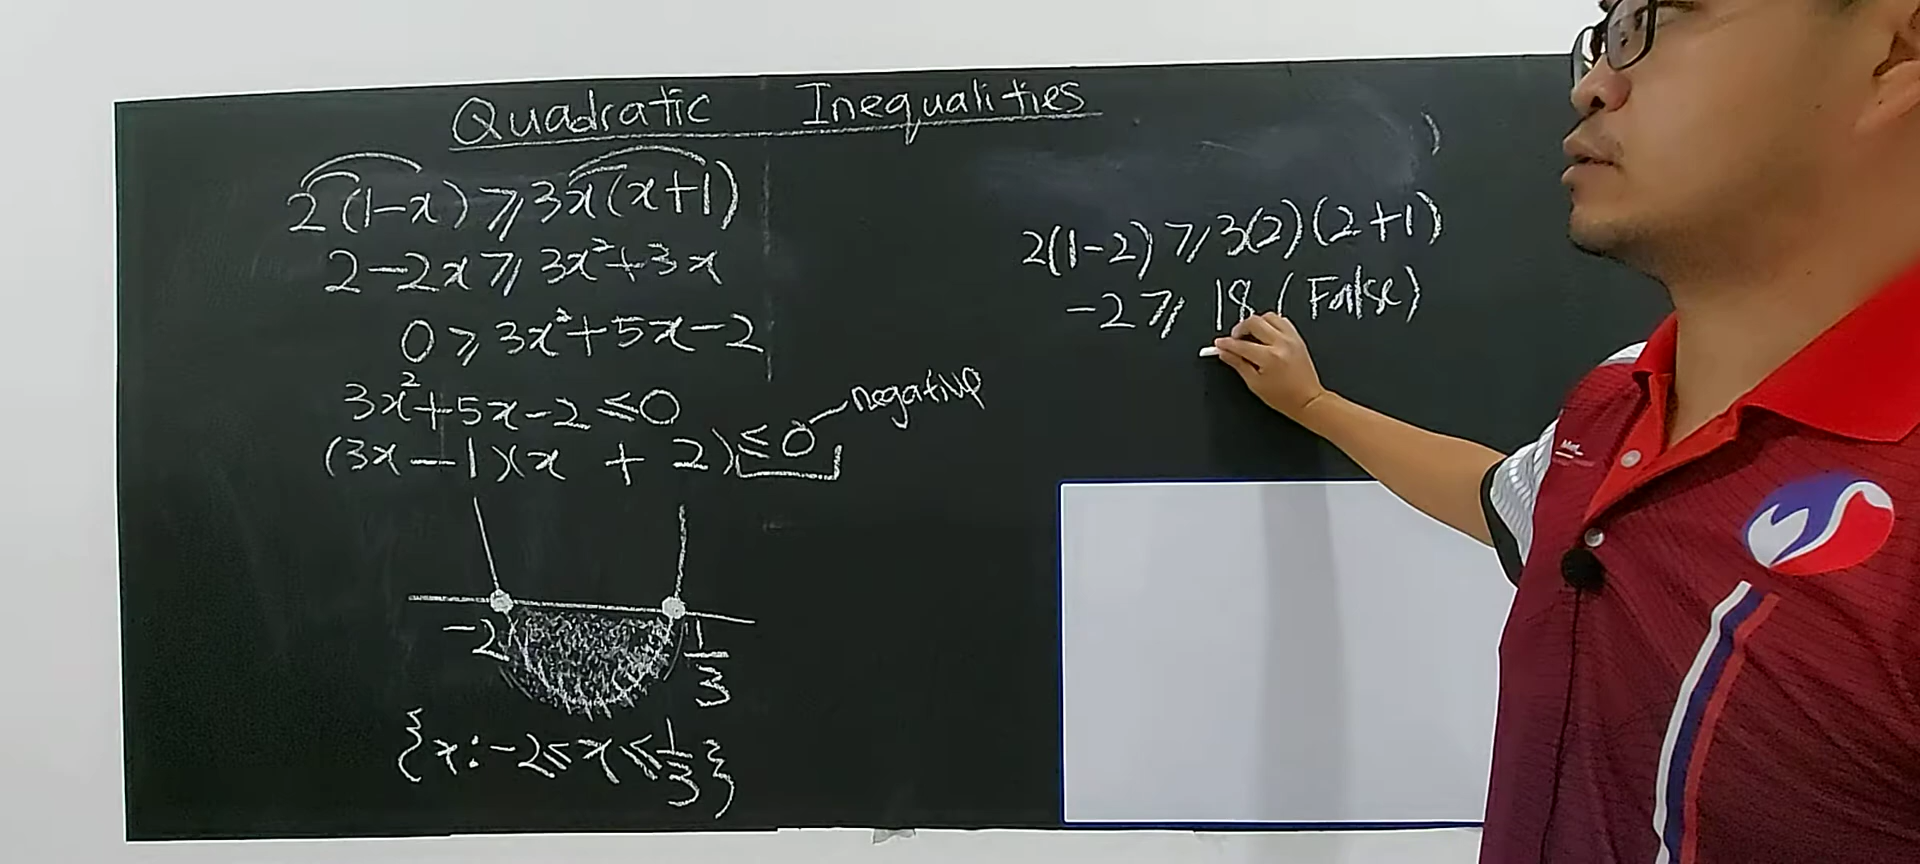 Quadratic Inequalities
2(1-x) ⩾ 3x(x+1)
2-2x ⩾ 3x²+3x
0 ⩾ 3x²+5x-2
3x²+5x-2 ≤ 0
negative
(3x-1)(x + 2) ≤ 0
-2 1/3
{x: -2 ≤ x ≤ 1/3}
)
2(1-2) ⩾ 3(2)(2+1)
-2 ⩾ 18 (False)